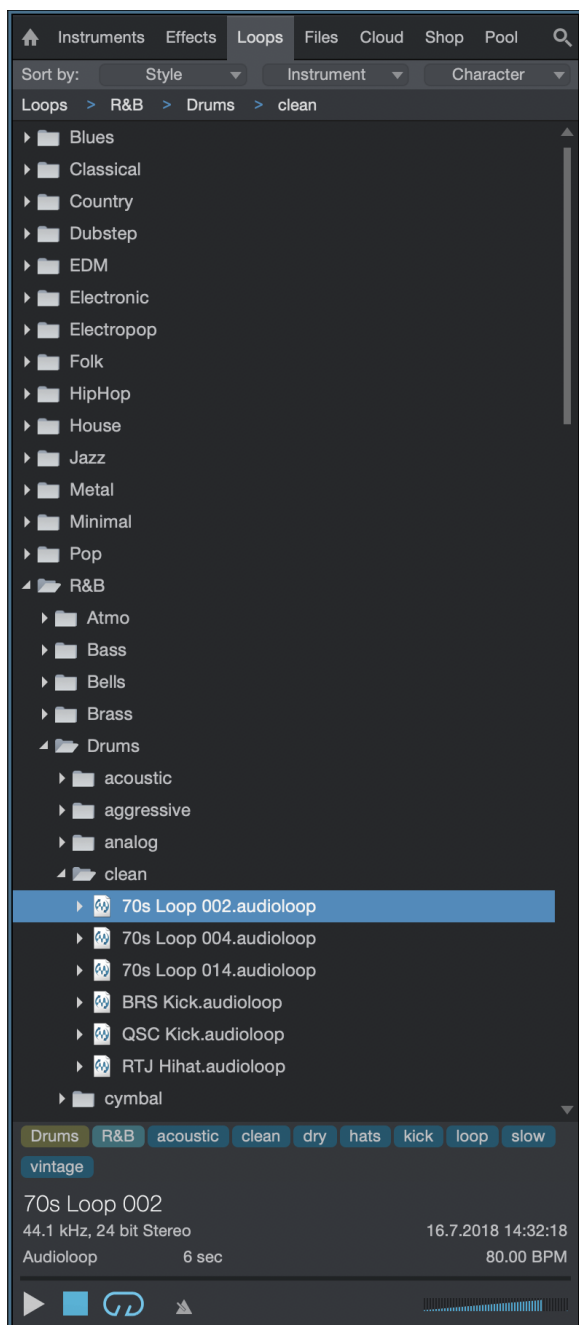 Instruments Effects Loops Files Cloud Shop Pool
Sort by: Style Instrument Character
Loops > R&B > Drums > clean
Blues
Classical
Country
Dubstep
EDM
Electronic
Electropop
Folk
HipHop
House
Jazz
Metal
Minimal
Pop
R&B
Atmo
Bass
Bells
Brass
Drums
acoustic
aggressive
analog
clean
70s Loop 002.audioloop
70s Loop 004.audioloop
70s Loop 014.audioloop
BRS Kick.audioloop
QSC Kick.audioloop
RTJ Hihat.audioloop
cymbal
Drums R&B acoustic clean dry hats kick loop slow
vintage
70s Loop 002
44.1 kHz, 24 bit Stereo 16.7.2018 14:32:18
Audioloop 6 sec 80.00 BPM